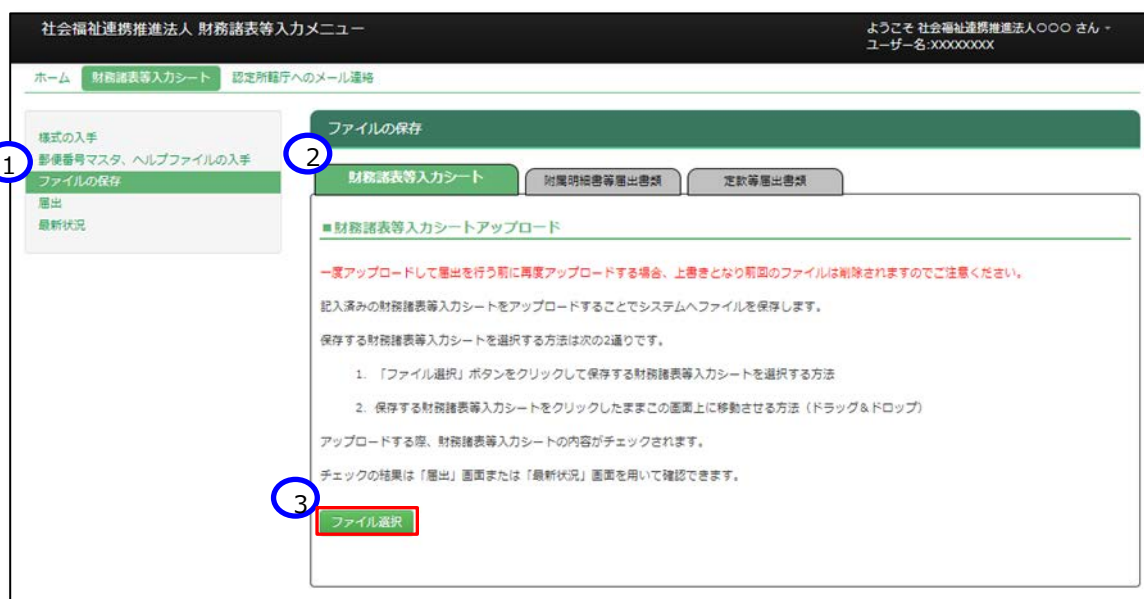 社会福祉連携推進法人 財務諸表等入力メニュー
ようこそ 社会福祉連携推進法人○○○ さん
ユーザー名:XXXXXXXX
ホーム 財務諸表等入力シート 認定所轄庁へのメール連絡
様式の入手
郵便番号マスタ、ヘルプファイルの入手
1
ファイルの保存
届出
最新状況
ファイルの保存
2
財務諸表等入力シート 附属明細書等届出書類 定款等届出書類
■財務諸表等入力シートアップロード
一度アップロードして届出を行う前に再度アップロードする場合、上書きとなり前回のファイルは削除されますのでご注意ください。
記入済みの財務諸表等入力シートをアップロードすることでシステムへファイルを保存します。
保存する財務諸表等入力シートを選択する方法は次の2通りです。
1. 「ファイル選択」ボタンをクリックして保存する財務諸表等入力シートを選択する方法
2. 保存する財務諸表等入力シートをクリックしたままこの画面上に移動させる方法（ドラッグ＆ドロップ）
アップロードする際、財務諸表等入力シートの内容がチェックされます。
チェックの結果は「届出」画面または「最新状況」画面を用いて確認できます。
3
ファイル選択